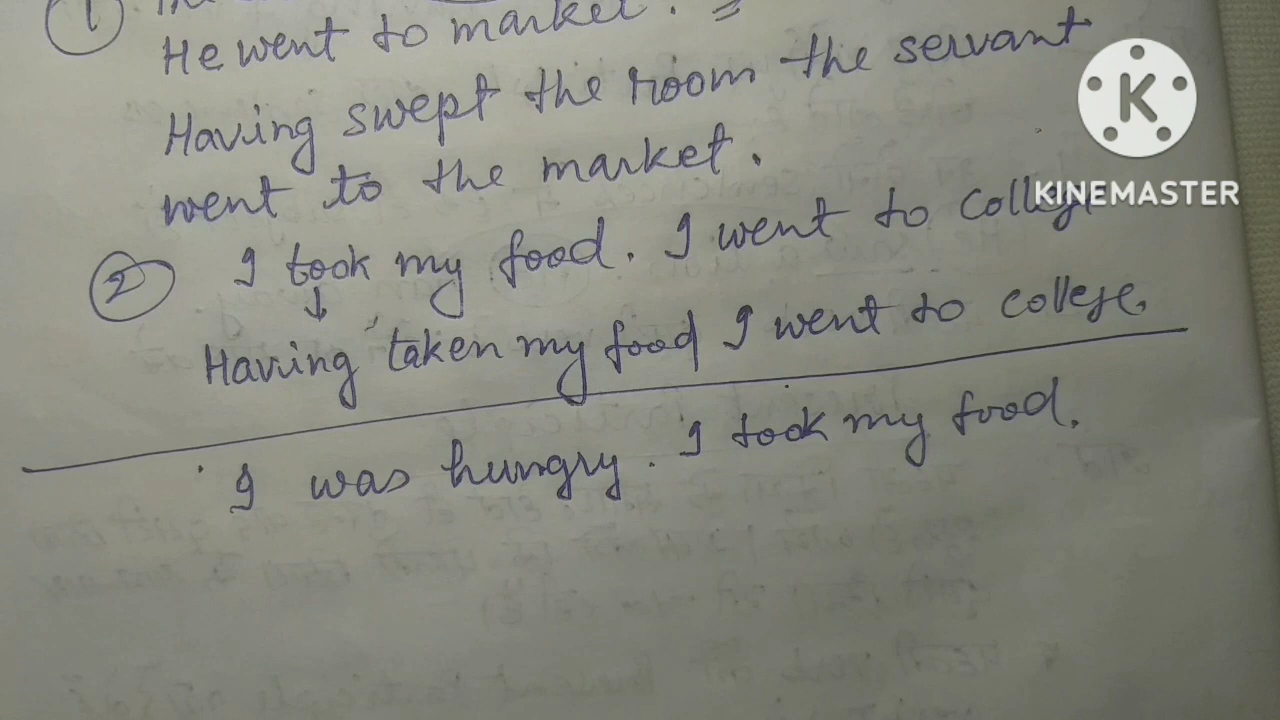 1
He went to market.
Having swept the room the servant
went to the market.
2 I took my food. I went to college
Having taken my food I went to college.
I was hungry. I took my food.
K
KINEMASTER